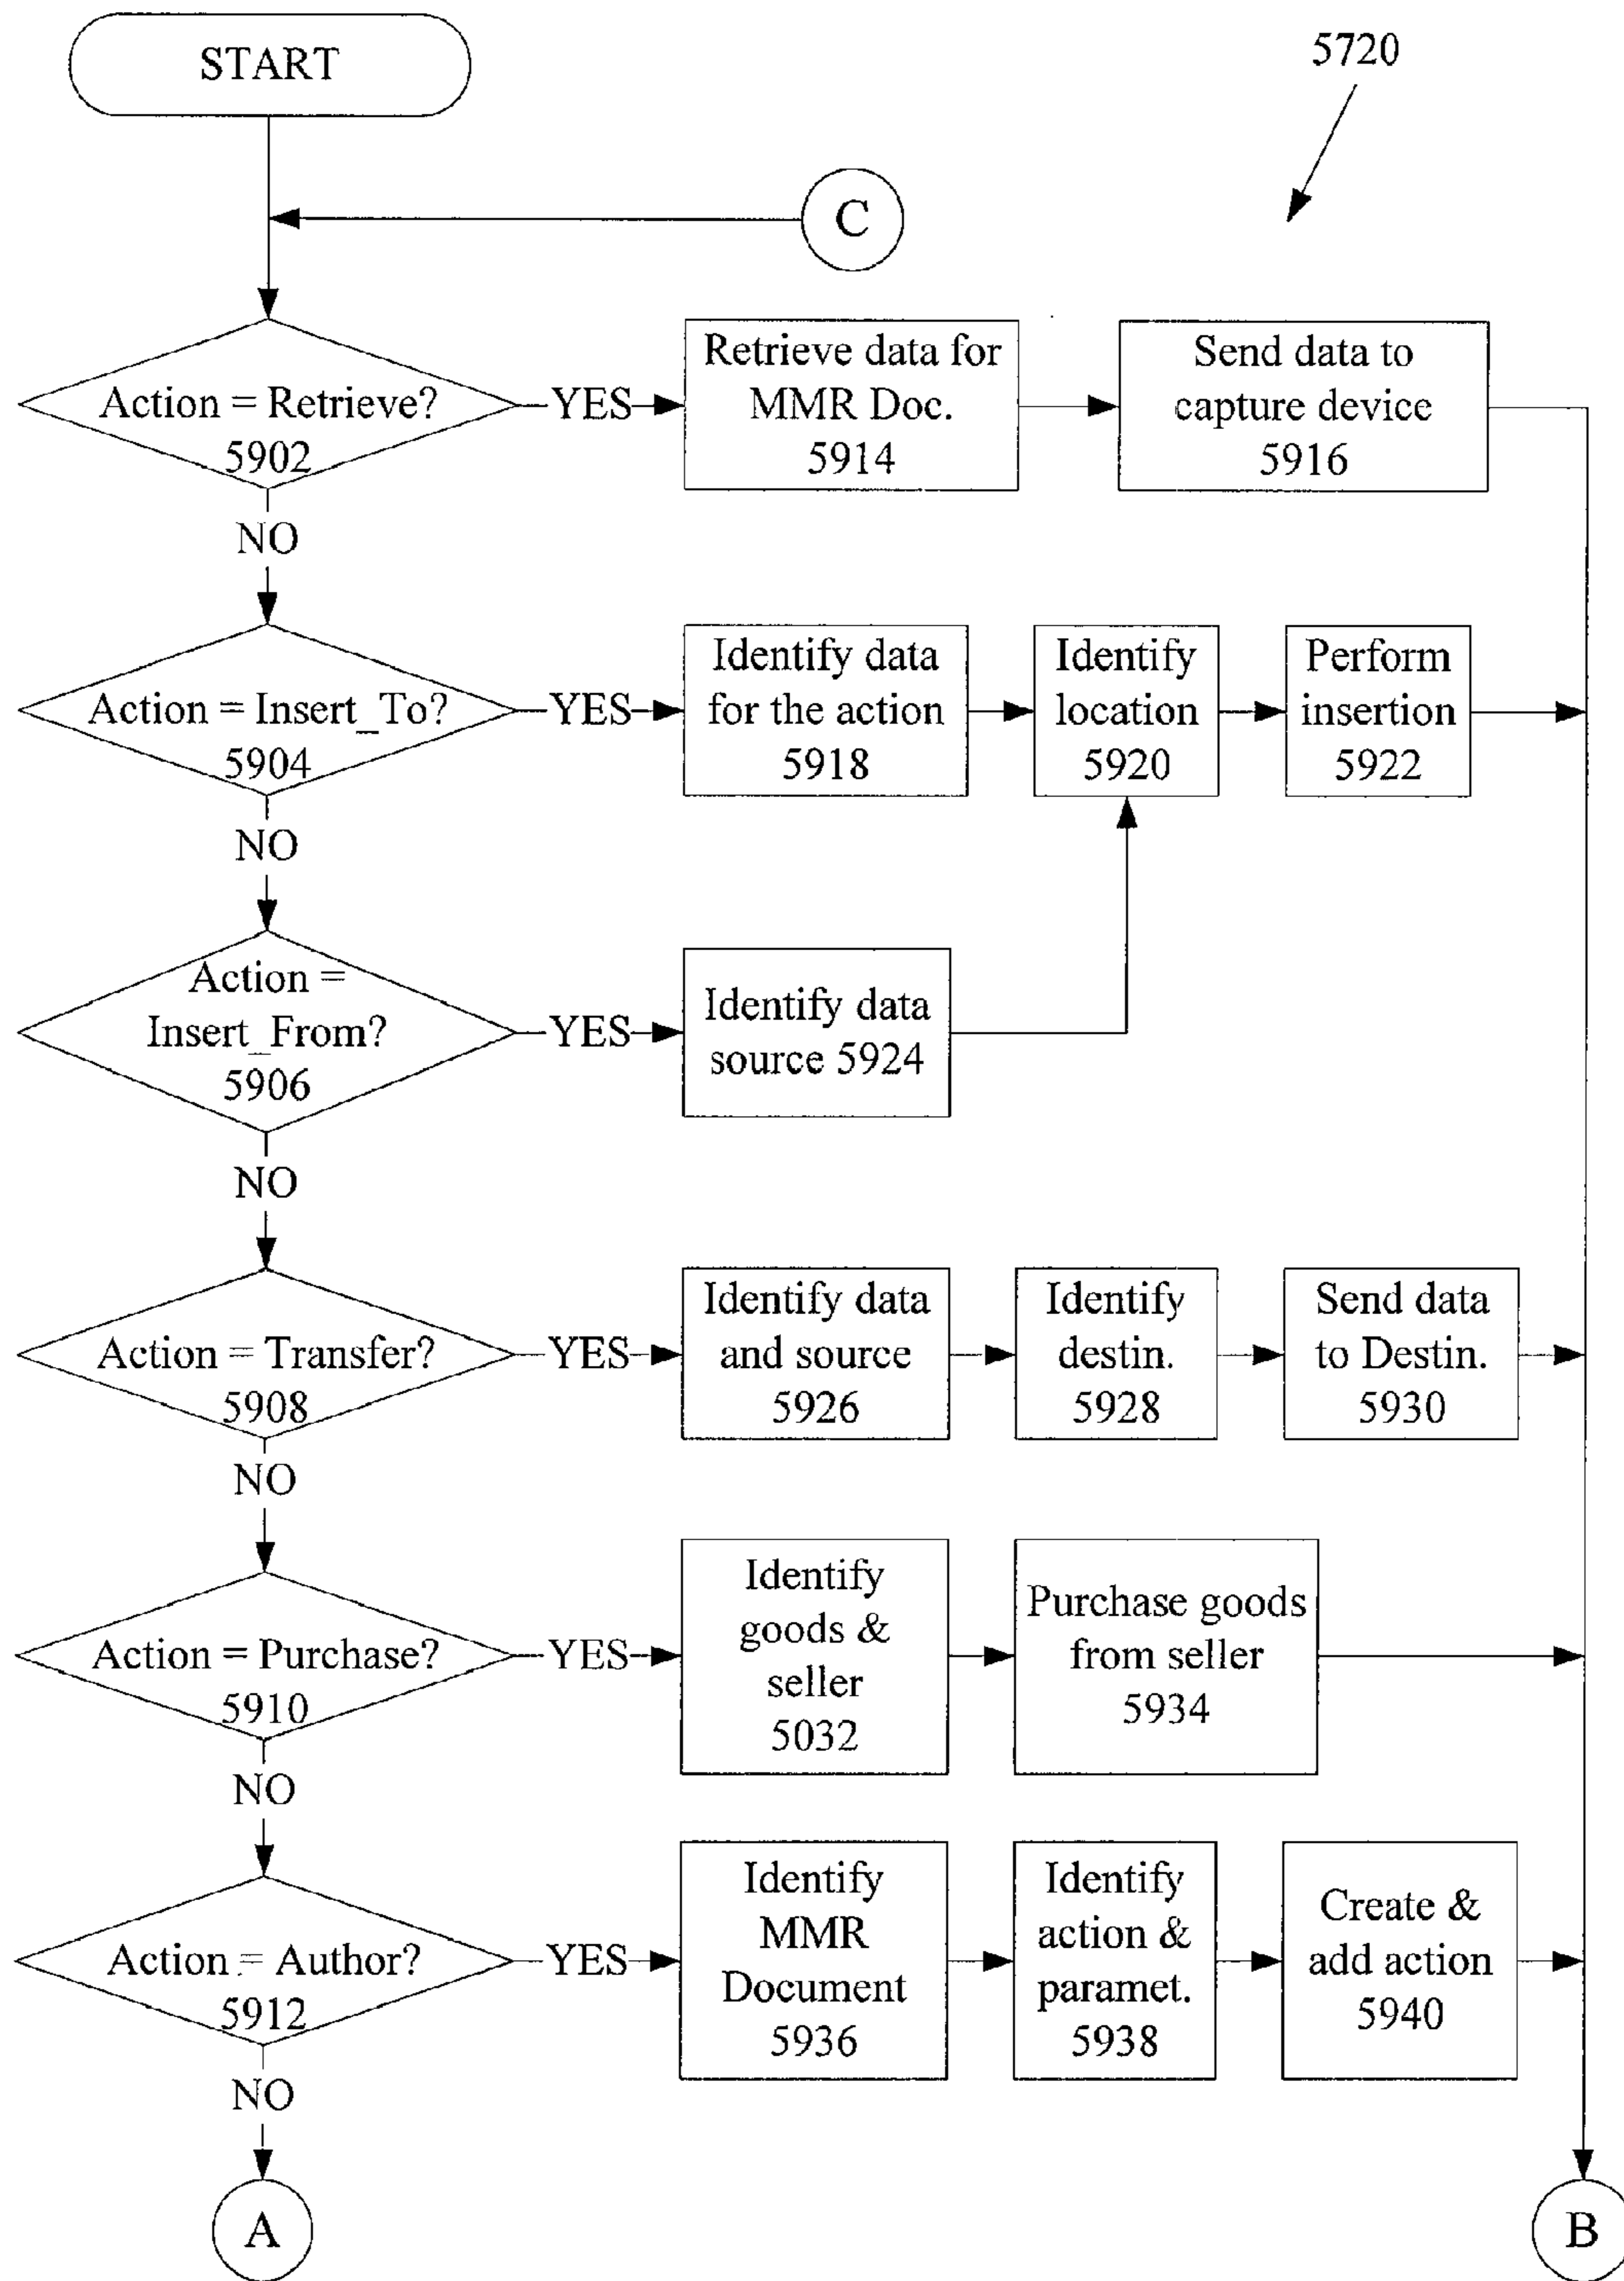 START
5720
C
Action = Retrieve?
5902
YES
Retrieve data for
MMR Doc.
5914
Send data to
capture device
5916
NO
Action = Insert_To?
5904
YES
Identify data
for the action
5918
Identify
location
5920
Perform
insertion
5922
NO
Action =
Insert_From?
5906
YES
Identify data
source 5924
NO
Action = Transfer?
5908
YES
Identify data
and source
5926
Identify
destin.
5928
Send data
to Destin.
5930
NO
Action = Purchase?
5910
YES
Identify
goods &
seller
5032
Purchase goods
from seller
5934
NO
Action = Author?
5912
YES
Identify
MMR
Document
5936
Identify
action &
paramet.
5938
Create &
add action
5940
NO
A
B